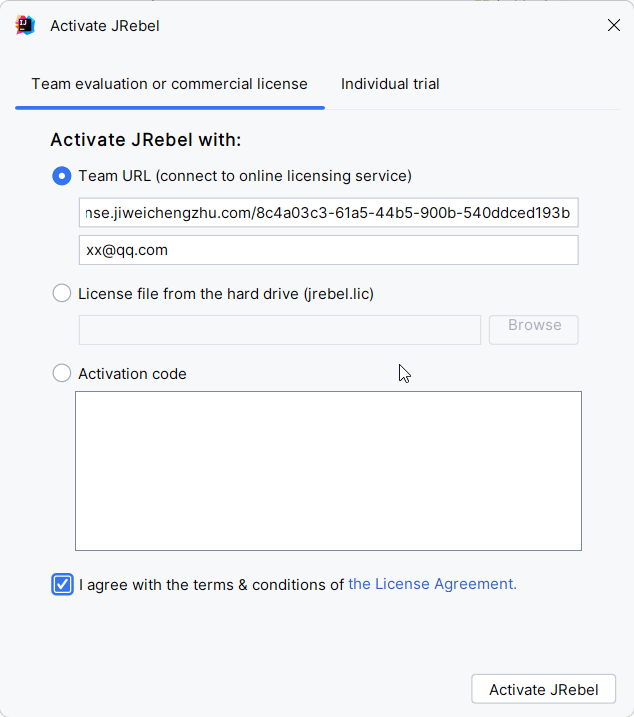 Activate JRebel
Team evaluation or commercial license
Individual trial
Activate JRebel with:
Team URL (connect to online licensing service)
nse.jiweichengzhu.com/8c4a03c3-61a5-44b5-900b-540ddced193b
xx@qq.com
License file from the hard drive (jrebel.lic)
Browse
Activation code
I agree with the terms & conditions of the License Agreement.
Activate JRebel